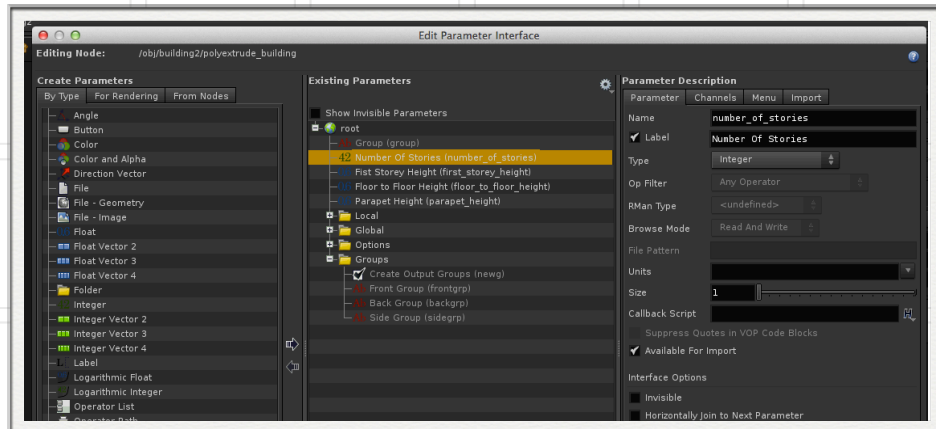 Edit Parameter Interface
Editing Node: /obj/building2/polyextrude_building
Create Parameters
By Type For Rendering From Nodes
Angle
Button
Color
Color and Alpha
Direction Vector
File
File - Geometry
File - Image
Float
Float Vector 2
Float Vector 3
Float Vector 4
Folder
Integer
Integer Vector 2
Integer Vector 3
Integer Vector 4
Label
Logarithmic Float
Logarithmic Integer
Operator List
Operator Path
Existing Parameters
Show Invisible Parameters
root
Group (group)
42 Number Of Stories (number_of_stories)
Fist Storey Height (first_storey_height)
Floor to Floor Height (floor_to_floor_height)
Parapet Height (parapet_height)
Local
Global
Options
Groups
Create Output Groups (newg)
Front Group (frontgrp)
Back Group (backgrp)
Side Group (sidegrp)
Parameter Description
Parameter Channels Menu Import
Name number_of_stories
Label Number Of Stories
Type Integer
Op Filter Any Operator
RMan Type <undefined>
Browse Mode Read And Write
File Pattern
Units
Size 1
Callback Script
Suppress Quotes in VOP Code Blocks
Available For Import
Interface Options
Invisible
Horizontally Join to Next Parameter